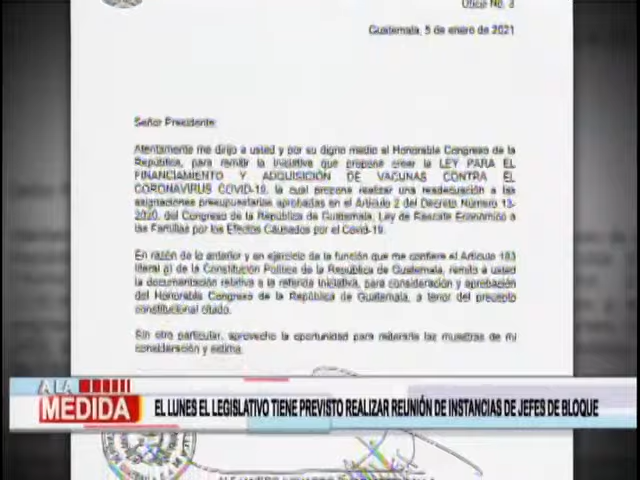 Oficio No. 3
Guatemala, 5 de enero de 2021
Señor Presidente:
Atentamente me dirijo a usted y por su digno medio al Honorable Congreso de la
República, para remitir la iniciativa que propone crear la LEY PARA EL
FINANCIAMIENTO Y ADQUISICIÓN DE VACUNAS CONTRA EL
CORONAVIRUS COVID-19, la cual propone realizar una readecuación a las
asignaciones presupuestarias aprobadas en el Artículo 2 del Decreto Número 13-
2020, del Congreso de la República de Guatemala, Ley de Rescate Económico a
las Familias por los Efectos Causados por el Covid-19.
En razón de lo anterior y en ejercicio de la función que me confiere el Artículo 183
literal g) de la Constitución Política de la República de Guatemala, remito a usted
la documentación relativa a la referida iniciativa, para consideración y aprobación
del Honorable Congreso de la República de Guatemala, a tenor del precepto
constitucional citado.
Sin otro particular, aprovecho la oportunidad para reiterarle las muestras de mi
consideración y estima.
A LA
MEDIDA
EL LUNES EL LEGISLATIVO TIENE PREVISTO REALIZAR REUNIÓN DE INSTANCIAS DE JEFES DE BLOQUE